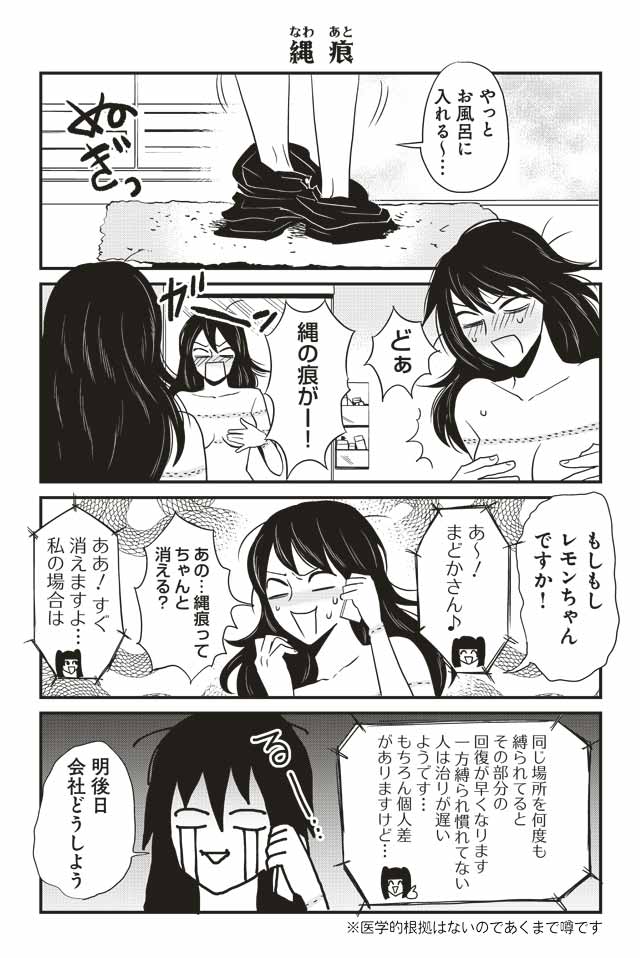 縄痕
なわ あと
やっと
お風呂に
入れる〜…
ぬぎっ
どぁ
縄の痕がー!
ガーン
もしもし
レモンちゃん
ですか!
あ〜!
まどかさん♪
あの…縄痕って
ちゃんと
消える?
ああ!すぐ
消えますよ…
私の場合は
同じ場所を何度も
縛られてると
その部分の
回復が早くなります
一方縛られ慣れてない
人は治りが遅い
ようです…
もちろん個人差
がありますけど…
るー
明後日
会社どうしよう
※医学的根拠はないのであくまで噂です